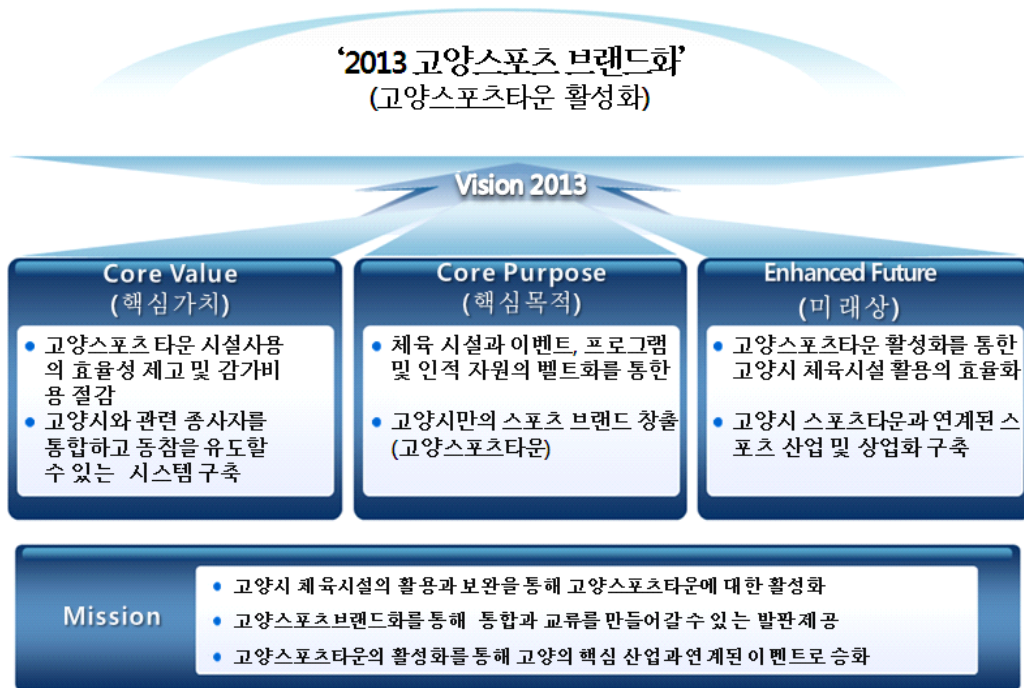 ‘2013 고양스포츠 브랜드화’
(고양스포츠타운 활성화)
Vision 2013
Core Value
(핵심가치)
고양스포츠 타운 시설사용
의 효율성 제고 및 감가비
용 절감
고양시와 관련 종사자를
통합하고 동참을 유도할
수 있는 시스템 구축
Core Purpose
(핵심목적)
체육 시설과 이벤트, 프로그램
및 인적 자원의 벨트화를 통한
고양시만의 스포츠 브랜드 창출
(고양스포츠타운)
Enhanced Future
(미래상)
고양스포츠타운 활성화를 통한
고양시 체육시설 활용의 효율화
고양시 스포츠타운과 연계된 스
포츠 산업 및 상업화 구축
Mission
고양시 체육시설의 활용과 보완을 통해 고양스포츠타운에 대한 활성화
고양스포츠브랜드화를 통해 통합과 교류를 만들어갈 수 있는 발판 제공
고양스포츠타운의 활성화를 통해 고양의 핵심 산업과 연계된 이벤트로 승화